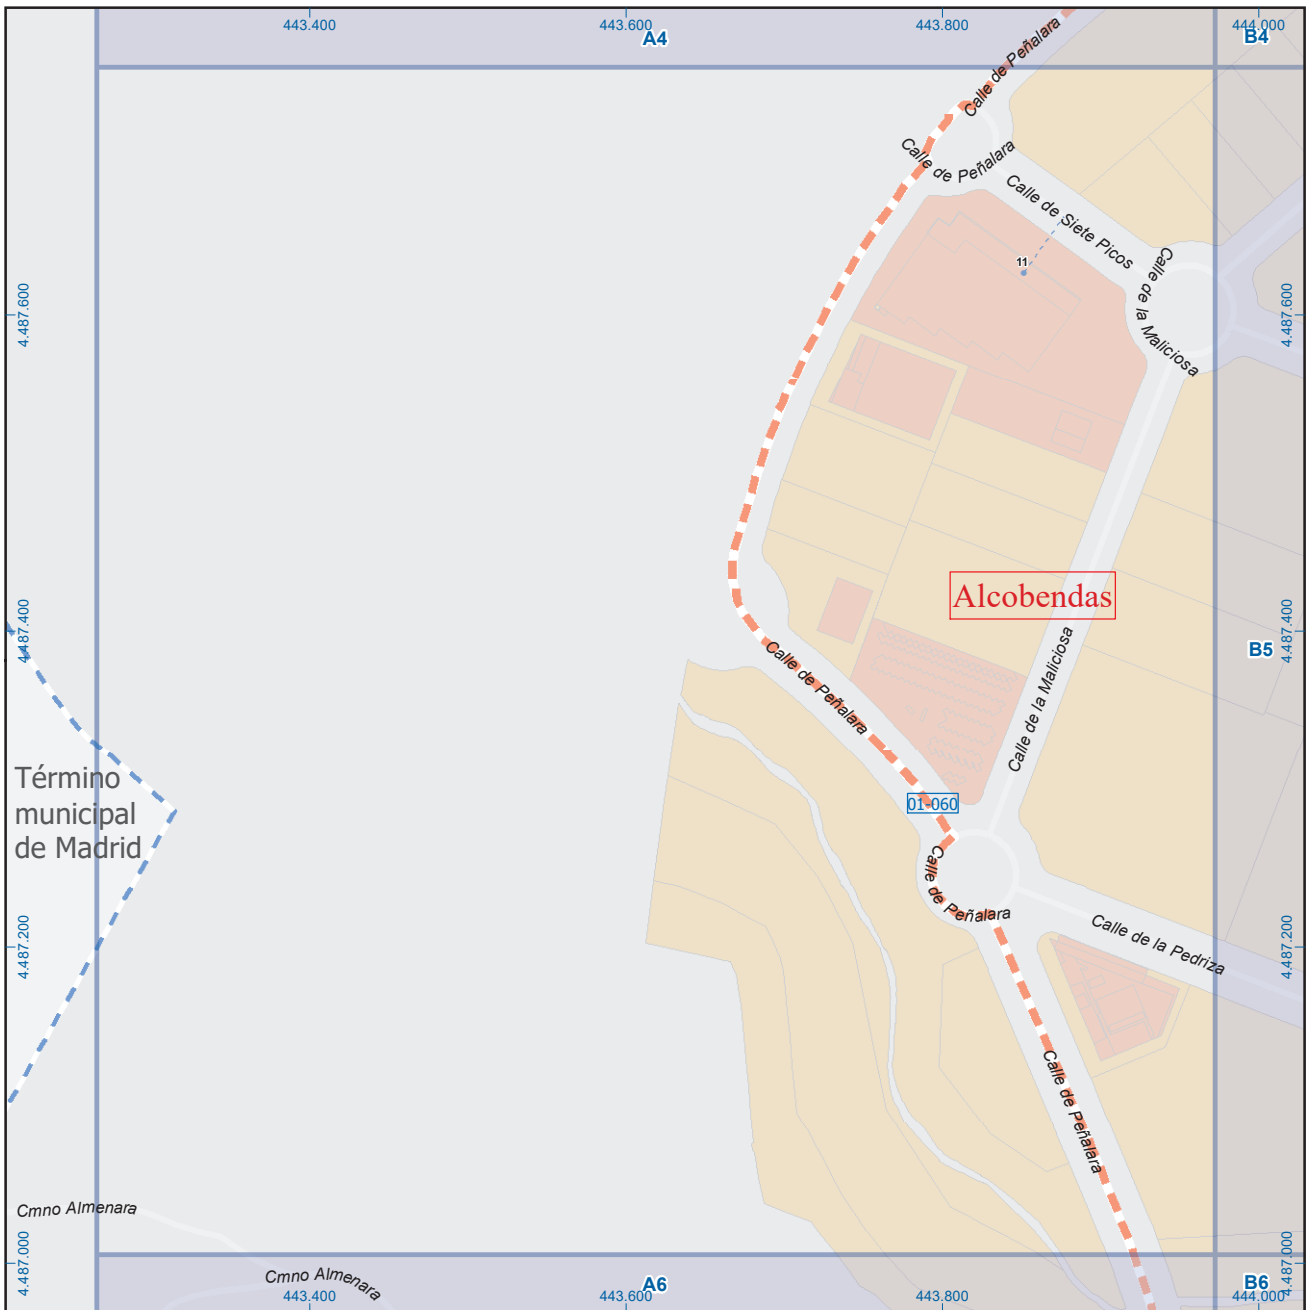 443.400
443.600
443.800
444.000
A4
B4
Calle de Peñalara
Calle de Peñalara
Calle de Siete Picos
Calle de la Maliciosa
11
4.487.600
4.487.600
Alcobendas
4.487.400
4.487.400
B5
Calle de Peñalara
Calle de la Maliciosa
Término
municipal
de Madrid
01-060
Calle de Peñalara
Calle de la Pedriza
4.487.200
4.487.200
Calle de Peñalara
Cmno Almenara
Cmno Almenara
4.487.000
4.487.000
A6
B6
443.400
443.600
443.800
444.000